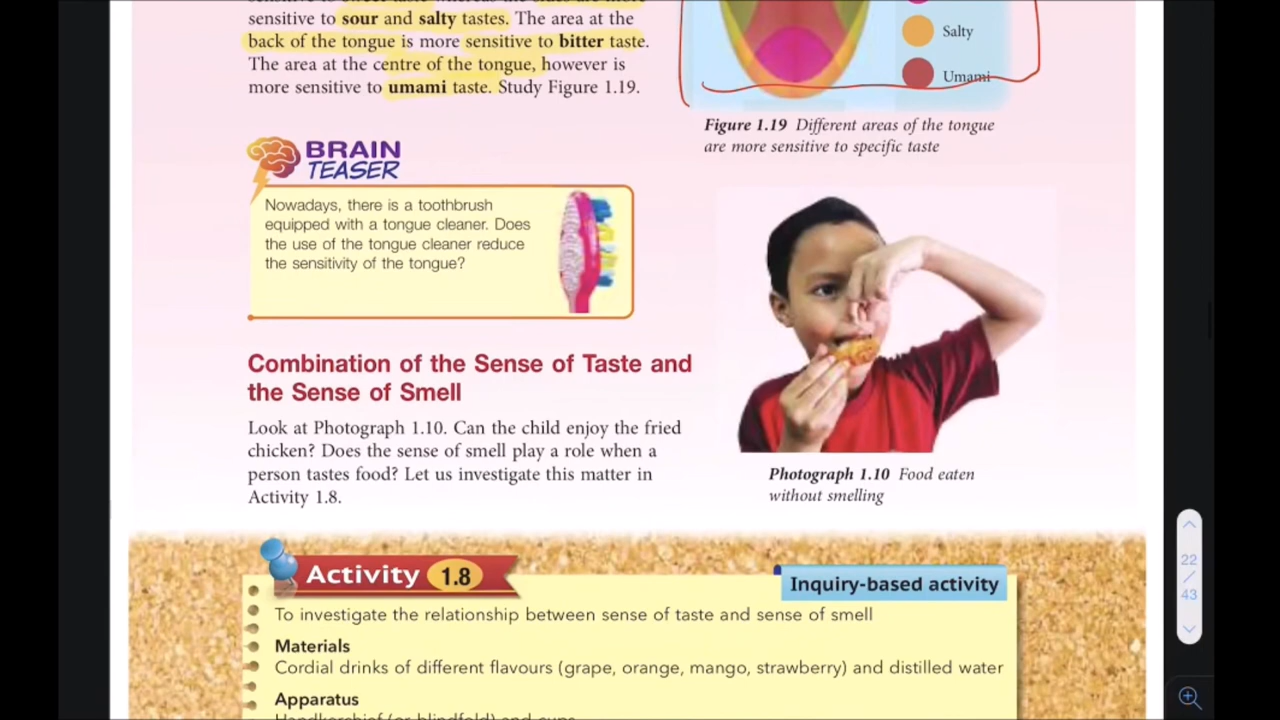 sensitive to sour and salty tastes. The area at the
back of the tongue is more sensitive to bitter taste.
The area at the centre of the tongue, however is
more sensitive to umami taste. Study Figure 1.19.
Salty
Umami
Figure 1.19 Different areas of the tongue
are more sensitive to specific taste
BRAIN
TEASER
Nowadays, there is a toothbrush
equipped with a tongue cleaner. Does
the use of the tongue cleaner reduce
the sensitivity of the tongue?
Combination of the Sense of Taste and
the Sense of Smell
Look at Photograph 1.10. Can the child enjoy the fried
chicken? Does the sense of smell play a role when a
person tastes food? Let us investigate this matter in
Activity 1.8.
Photograph 1.10 Food eaten
without smelling
Activity 1.8
Inquiry-based activity
To investigate the relationship between sense of taste and sense of smell
Materials
Cordial drinks of different flavours (grape, orange, mango, strawberry) and distilled water
Apparatus
Handkerchief (or blindfold) and cups
22
/
43